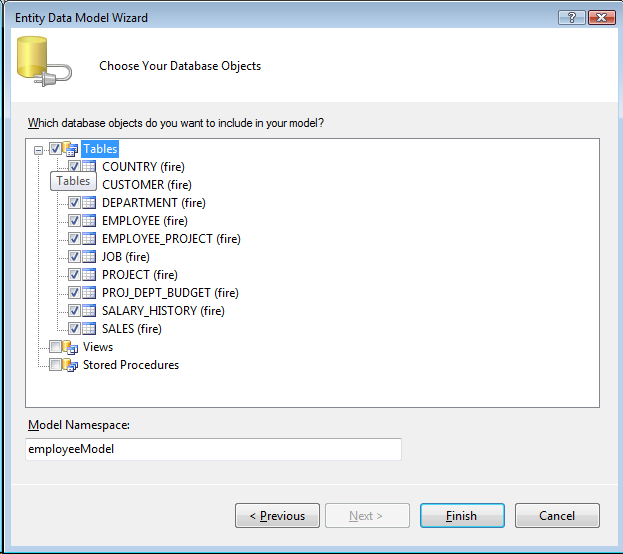 Entity Data Model Wizard
?
Choose Your Database Objects
Which database objects do you want to include in your model?
Tables
COUNTRY (fire)
Tables
CUSTOMER (fire)
DEPARTMENT (fire)
EMPLOYEE (fire)
EMPLOYEE_PROJECT (fire)
JOB (fire)
PROJECT (fire)
PROJ_DEPT_BUDGET (fire)
SALARY_HISTORY (fire)
SALES (fire)
Views
Stored Procedures
Model Namespace:
employeeModel
< Previous Next > Finish Cancel